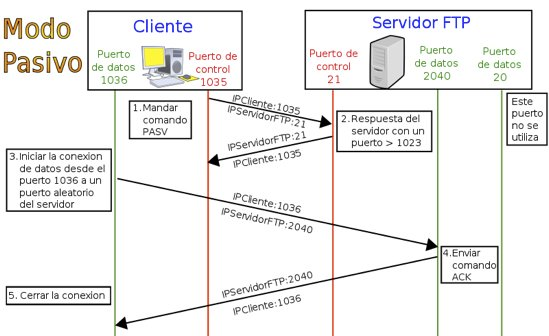 Modo
Pasivo
Cliente
Puerto
de datos
1036
Puerto de
control
1035
Servidor FTP
Puerto de
control
21
Puerto
de datos
2040
Puerto de
datos
20
1.Mandar
comando
PASV
IPCliente:1035
IPServidorFTP:21
2.Respuesta del
servidor con un
puerto > 1023
Este
puerto
no se
utiliza
IPServidorFTP:21
IPCliente:1035
3.Iniciar la conexion
de datos desde el
puerto 1036 a un
puerto aleatorio
del servidor
IPCliente:1036
IPServidorFTP:2040
4.Enviar
comando
ACK
IPServidorFTP:2040
IPCliente:1036
5. Cerrar la conexion